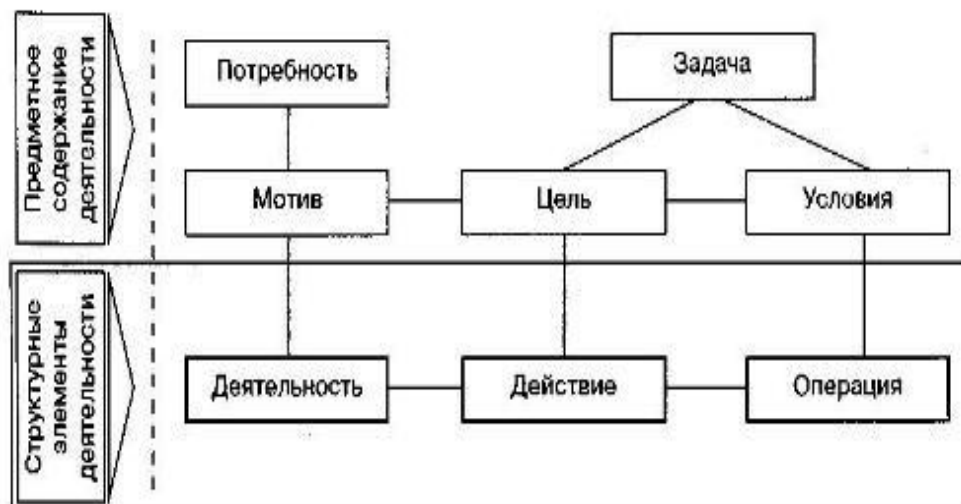 Предметное
содержание
деятельности
Потребность
Задача
Мотив
Цель
Условия
Структурные
элементы
деятельности
Деятельность
Действие
Операция